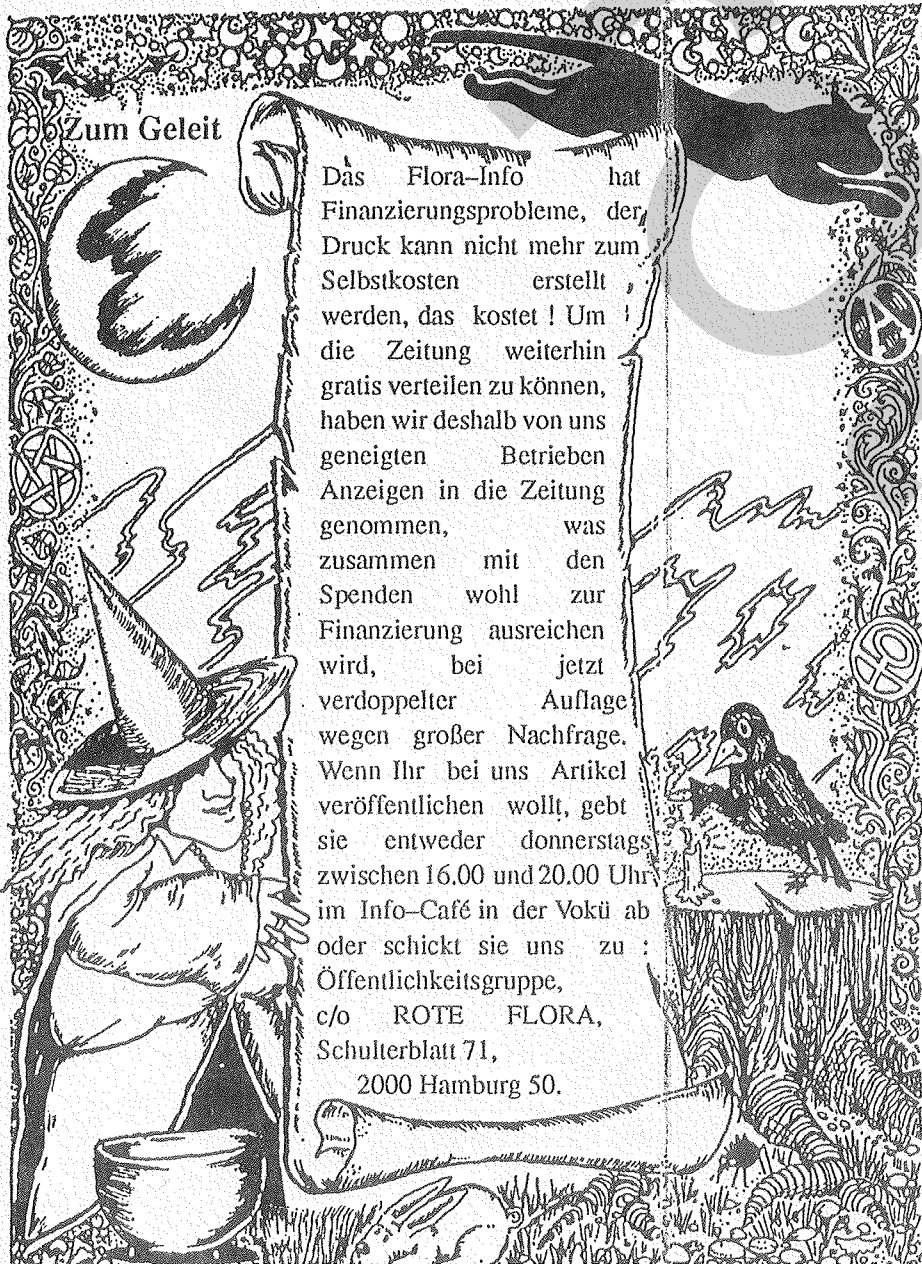 Zum Geleit
Das Flora–Info hat
Finanzierungsprobleme, der
Druck kann nicht mehr zum
Selbstkosten erstellt
werden, das kostet ! Um
die Zeitung weiterhin
gratis verteilen zu können,
haben wir deshalb von uns
geneigten Betrieben
Anzeigen in die Zeitung
genommen, was
zusammen mit den
Spenden wohl zur
Finanzierung ausreichen
wird, bei jetzt
verdoppelter Auflage
wegen großer Nachfrage.
Wenn Ihr bei uns Artikel
veröffentlichen wollt, gebt
sie entweder donnerstags
zwischen 16.00 und 20.00 Uhr
im Info–Café in der Vokü ab
oder schickt sie uns zu :
Öffentlichkeitsgruppe,
c/o ROTE FLORA,
Schulterblatt 71,
2000 Hamburg 50.